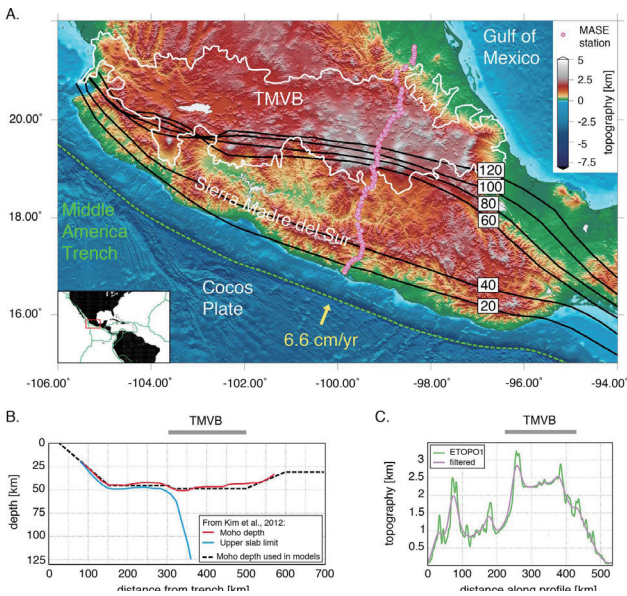 A.
Gulf of
Mexico
MASE
station
TMVB
5
2.5
0
-2.5
-5
-7.5
topography [km]
20.00˚
18.00˚
16.00˚
120
100
80
60
40
20
Sierra Madre del Sur
Middle
America
Trench
Cocos
Plate
6.6 cm/yr
-106.00˚ -104.00˚ -102.00˚ -100.00˚ -98.00˚ -96.00˚ -94.00˚
B.
TMVB
0
25
50
75
100
125
depth [km]
From Kim et al., 2012:
Moho depth
Upper slab limit
Moho depth used in models
0 100 200 300 400 500 600 700
distance from trench [km]
C.
TMVB
ETOPO1
filtered
3
2.5
2
1.5
1
0.5
topography [km]
0 100 200 300 400 500
distance along profile [km]